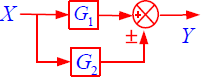 X G₁ + Y
±
G₂